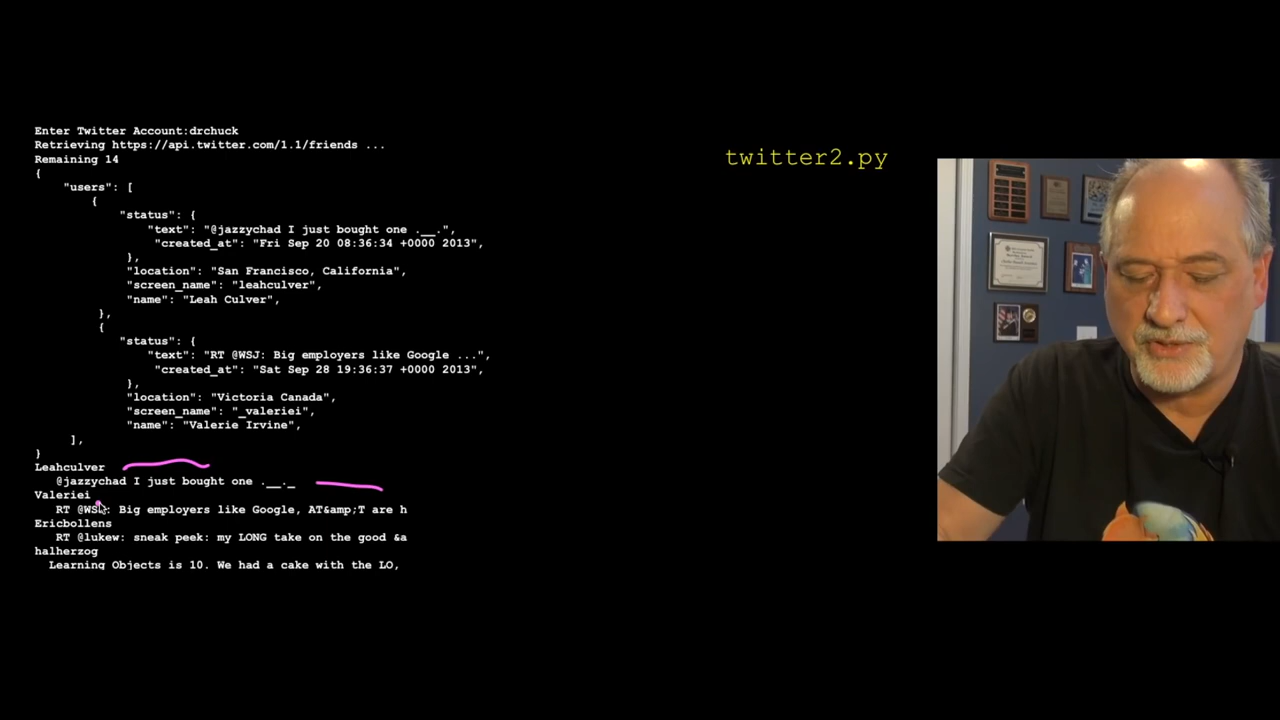 Enter Twitter Account:drchuck
Retrieving https://api.twitter.com/1.1/friends ...
Remaining 14
{
"users": [
{
"status": {
"text": "@jazzychad I just bought one .__.",
"created_at": "Fri Sep 20 08:36:34 +0000 2013",
},
"location": "San Francisco, California",
"screen_name": "leahculver",
"name": "Leah Culver",
},
{
"status": {
"text": "RT @WSJ: Big employers like Google ...",
"created_at": "Sat Sep 28 19:36:37 +0000 2013",
},
"location": "Victoria Canada",
"screen_name": "_valeriei",
"name": "Valerie Irvine",
],
}
Leahculver
@jazzychad I just bought one .__._
Valeriei
RT @WSJ: Big employers like Google, AT&amp;T are h
Ericbollens
RT @lukew: sneak peek: my LONG take on the good &a
halherzog
Learning Objects is 10. We had a cake with the LO,
twitter2.py